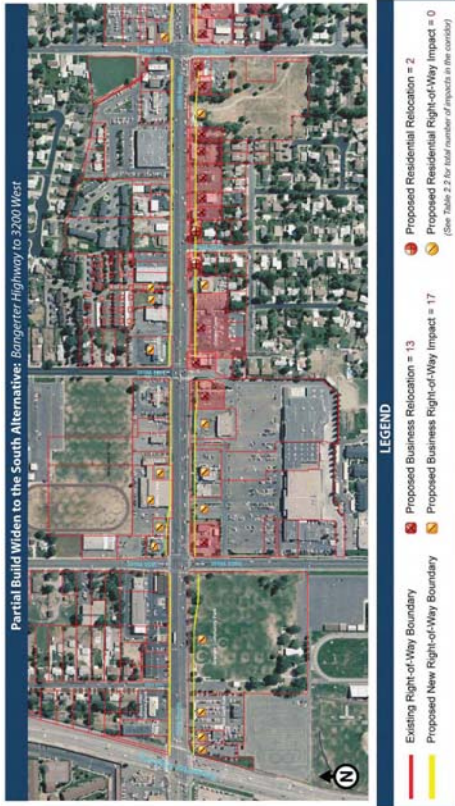 Partial Build Widen to the South Alternative: Bangerter Highway to 3200 West
LEGEND
Existing Right-of-Way Boundary
Proposed New Right-of-Way Boundary
Proposed Business Relocation = 13
Proposed Business Right-of-Way Impact = 17
Proposed Residential Relocation = 2
Proposed Residential Right-of-Way Impact = 0
(See Table 2.2 for total number of impacts in the corridor)
N